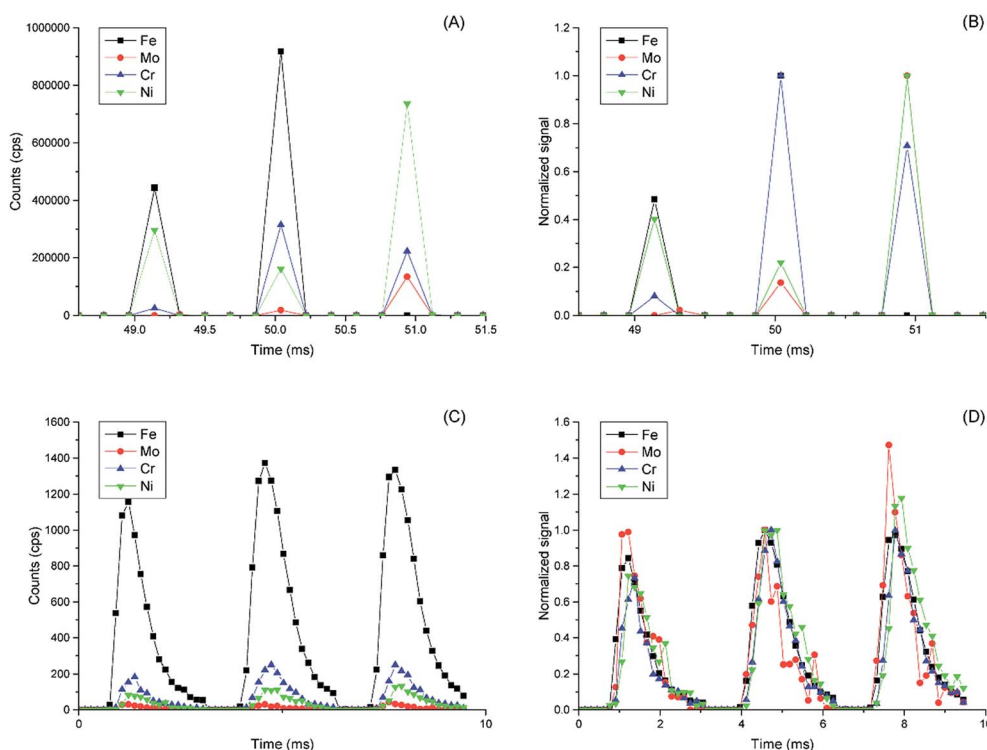 (A)
Fe
Mo
Cr
Ni
Counts (cps)
1000000
800000
600000
400000
200000
0
49.0 49.5 50.0 50.5 51.0 51.5
Time (ms)
(B)
Fe
Mo
Cr
Ni
Normalized signal
1.2
1.0
0.8
0.6
0.4
0.2
0.0
49 50 51
Time (ms)
(C)
Fe
Mo
Cr
Ni
Counts (cps)
1600
1400
1200
1000
800
600
400
200
0
10
Time (ms)
(D)
Fe
Mo
Cr
Ni
Normalized signal
1.6
1.4
1.2
1.0
0.8
0.6
0.4
0.2
0.0
0 2 4 6 8 10
Time (ms)